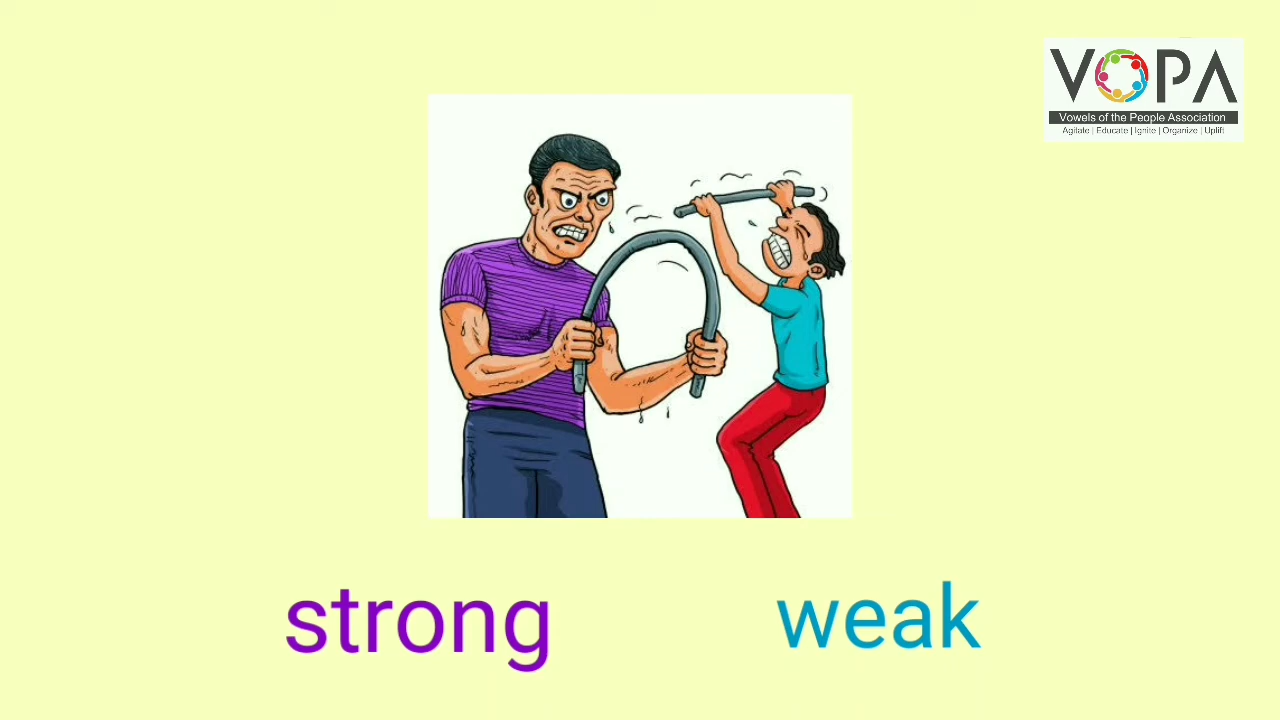 VOPA
Vowels of the People Association
Agitate | Educate | Ignite | Organize | Uplift
strong weak